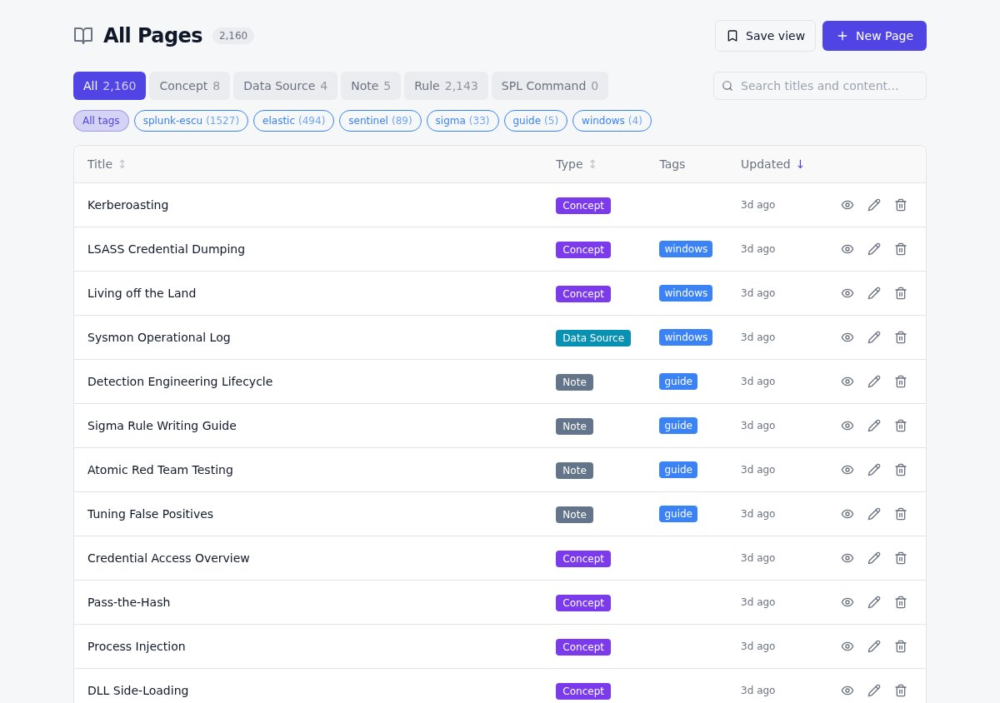 All Pages 2,160 Save view New Page
All 2,160 Concept 8 Data Source 4 Note 5 Rule 2,143 SPL Command 0 Search titles and content...
All tags splunk-escu (1527) elastic (494) sentinel (89) sigma (33) guide (5) windows (4)
Title Type Tags Updated
Kerberoasting Concept 3d ago
LSASS Credential Dumping Concept windows 3d ago
Living off the Land Concept windows 3d ago
Sysmon Operational Log Data Source windows 3d ago
Detection Engineering Lifecycle Note guide 3d ago
Sigma Rule Writing Guide Note guide 3d ago
Atomic Red Team Testing Note guide 3d ago
Tuning False Positives Note guide 3d ago
Credential Access Overview Concept 3d ago
Pass-the-Hash Concept 3d ago
Process Injection Concept 3d ago
DLL Side-Loading Concept 3d ago